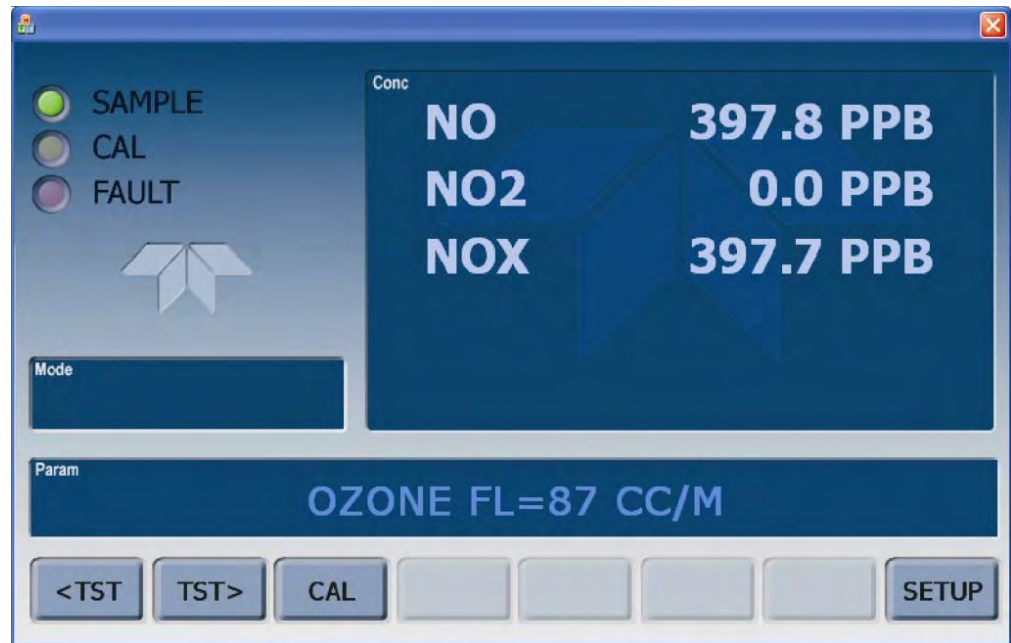 SAMPLE
CAL
FAULT
Conc
NO 397.8 PPB
NO2 0.0 PPB
NOX 397.7 PPB
Mode
Param
OZONE FL=87 CC/M
<TST TST> CAL SETUP